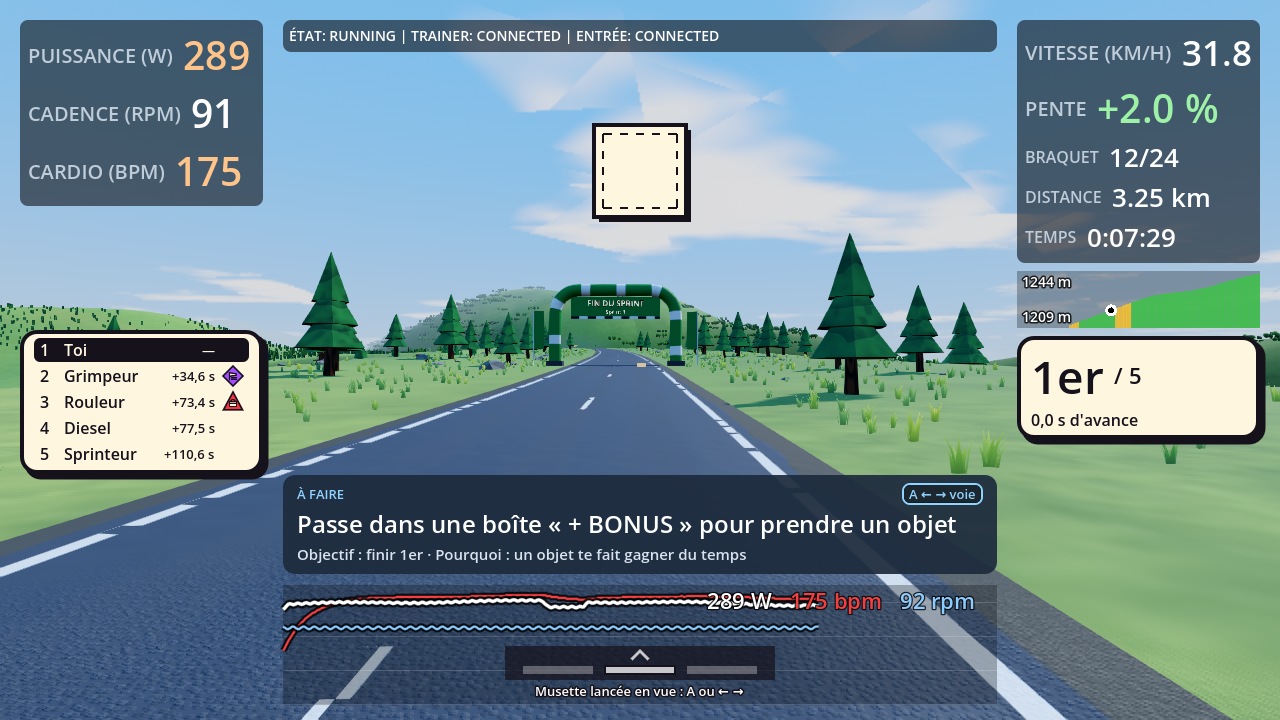 PUISSANCE (W) 289
CADENCE (RPM) 91
CARDIO (BPM) 175
ÉTAT: RUNNING | TRAINER: CONNECTED | ENTRÉE: CONNECTED
VITESSE (KM/H) 31.8
PENTE +2.0 %
BRAQUET 12/24
DISTANCE 3.25 km
TEMPS 0:07:29
1244 m
1209 m
FIN DU SPRINT
Sprint 1
1 Toi —
2 Grimpeur +34,6 s
3 Rouleur +73,4 s
4 Diesel +77,5 s
5 Sprinteur +110,6 s
1er / 5
0,0 s d'avance
À FAIRE
A ← → voie
Passe dans une boîte « + BONUS » pour prendre un objet
Objectif : finir 1er · Pourquoi : un objet te fait gagner du temps
289 W 175 bpm 92 rpm
Musette lancée en vue : A ou ← →